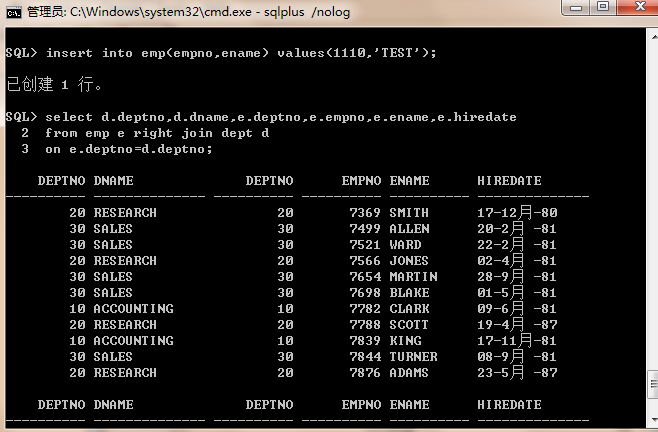 管理员: C:\Windows\system32\cmd.exe - sqlplus  /nolog
SQL> insert into emp(empno,ename) values(1110,'TEST');
已创建 1 行。
SQL> select d.deptno,d.dname,e.deptno,e.empno,e.ename,e.hiredate
  2  from emp e right join dept d
  3  on e.deptno=d.deptno;
    DEPTNO DNAME              DEPTNO      EMPNO ENAME      HIREDATE
---------- -------------- ---------- ---------- ---------- --------------
        20 RESEARCH               20       7369 SMITH      17-12月-80
        30 SALES                  30       7499 ALLEN      20-2月 -81
        30 SALES                  30       7521 WARD       22-2月 -81
        20 RESEARCH               20       7566 JONES      02-4月 -81
        30 SALES                  30       7654 MARTIN     28-9月 -81
        30 SALES                  30       7698 BLAKE      01-5月 -81
        10 ACCOUNTING             10       7782 CLARK      09-6月 -81
        20 RESEARCH               20       7788 SCOTT      19-4月 -87
        10 ACCOUNTING             10       7839 KING       17-11月-81
        30 SALES                  30       7844 TURNER     08-9月 -81
        20 RESEARCH               20       7876 ADAMS      23-5月 -87
    DEPTNO DNAME              DEPTNO      EMPNO ENAME      HIREDATE
---------- -------------- ---------- ---------- ---------- --------------